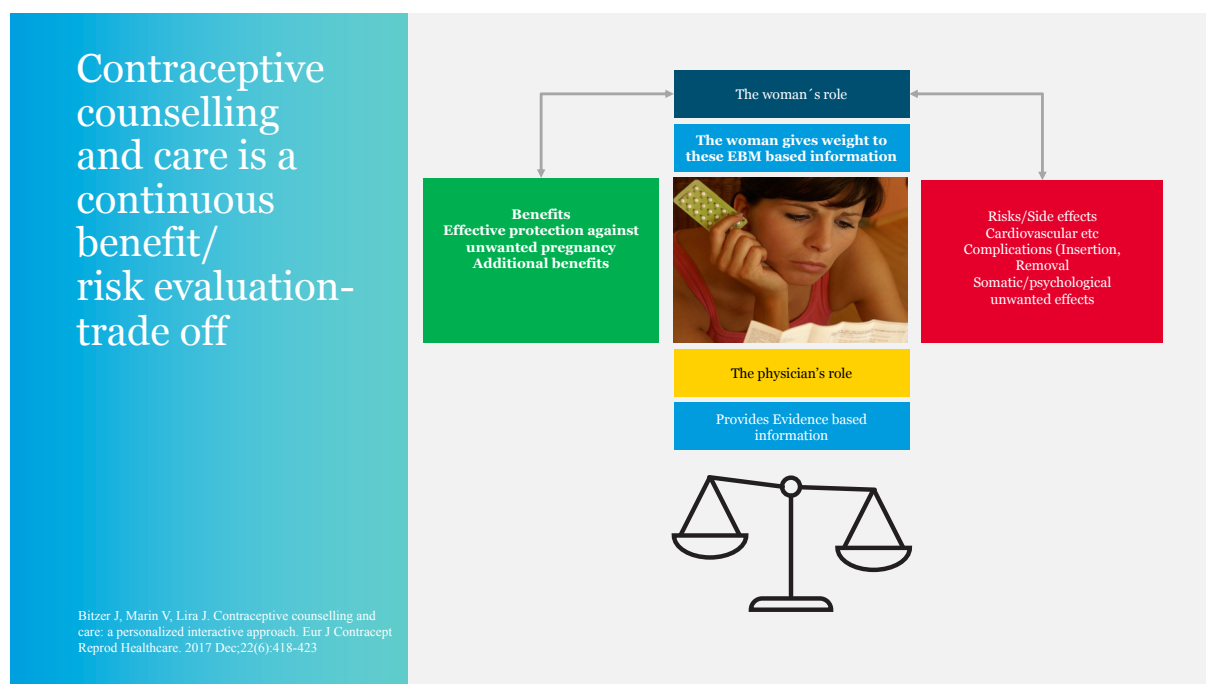 Contraceptive
counselling
and care is a
continuous
benefit/
risk evaluation-
trade off
Bitzer J, Marin V, Lira J. Contraceptive counselling and
care: a personalized interactive approach. Eur J Contracept
Reprod Healthcare. 2017 Dec;22(6):418-423
The woman´s role
The woman gives weight to
these EBM based information
Benefits
Effective protection against
unwanted pregnancy
Additional benefits
Risks/Side effects
Cardiovascular etc
Complications (Insertion,
Removal
Somatic/psychological
unwanted effects
The physician’s role
Provides Evidence based
information